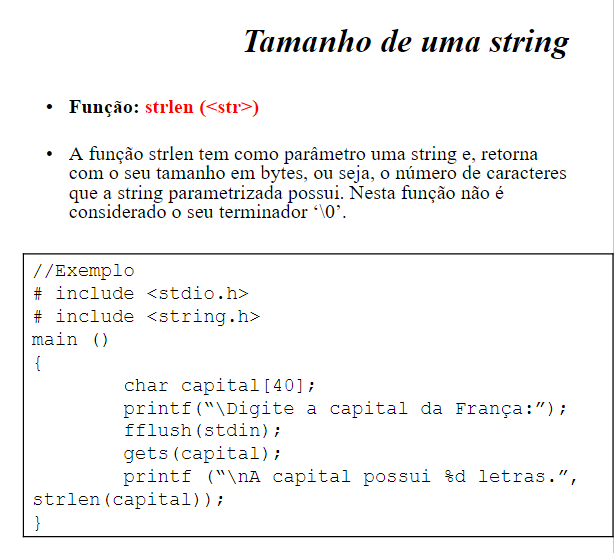 Tamanho de uma string
• Função: strlen (<str>)
• A função strlen tem como parâmetro uma string e, retorna
com o seu tamanho em bytes, ou seja, o número de caracteres
que a string parametrizada possui. Nesta função não é
considerado o seu terminador ‘\0’.
//Exemplo
# include <stdio.h>
# include <string.h>
main ()
{
char capital[40];
printf(“\Digite a capital da França:”);
fflush(stdin);
gets(capital);
printf (“\nA capital possui %d letras.”,
strlen(capital));
}